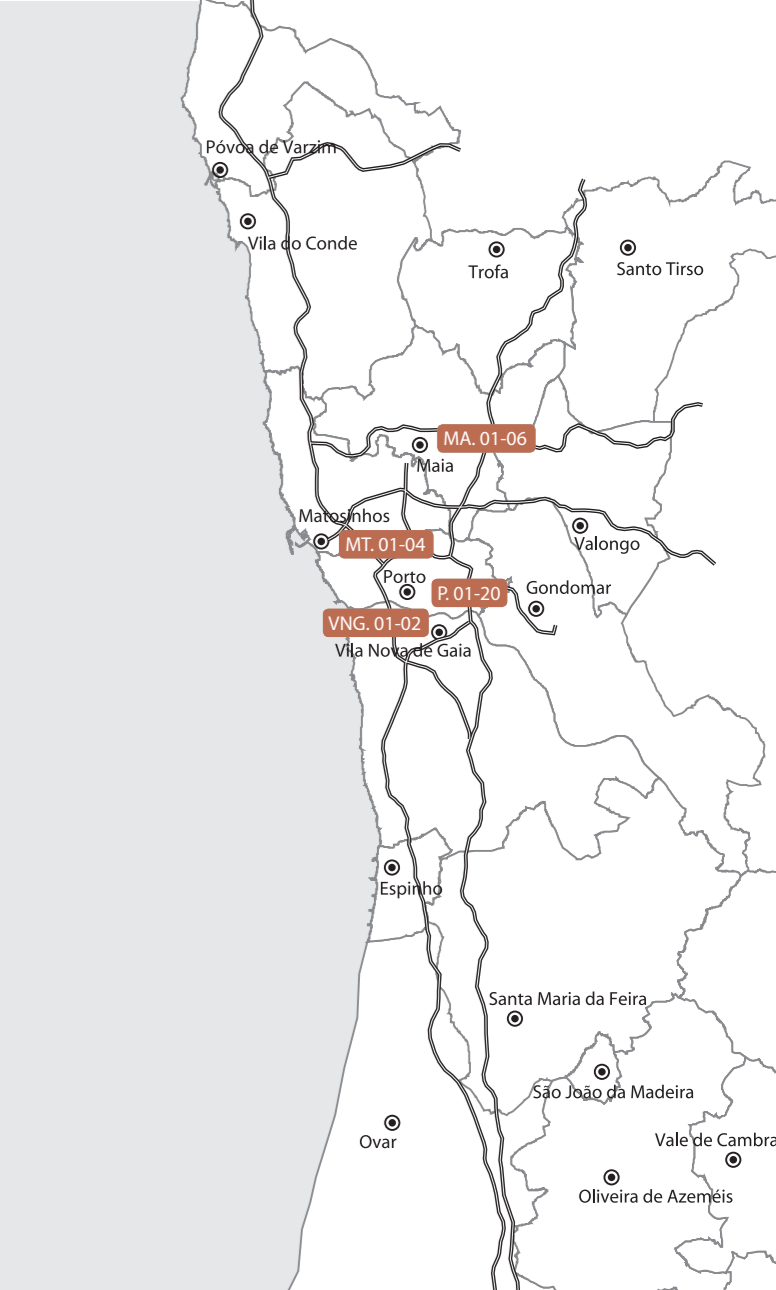 Póvoa de Varzim
Vila do Conde
Trofa
Santo Tirso
MA. 01-06
Maia
Matosinhos
MT. 01-04
Valongo
Porto
P. 01-20
Gondomar
VNG. 01-02
Vila Nova de Gaia
Espinho
Santa Maria da Feira
São João da Madeira
Ovar
Vale de Cambra
Oliveira de Azeméis